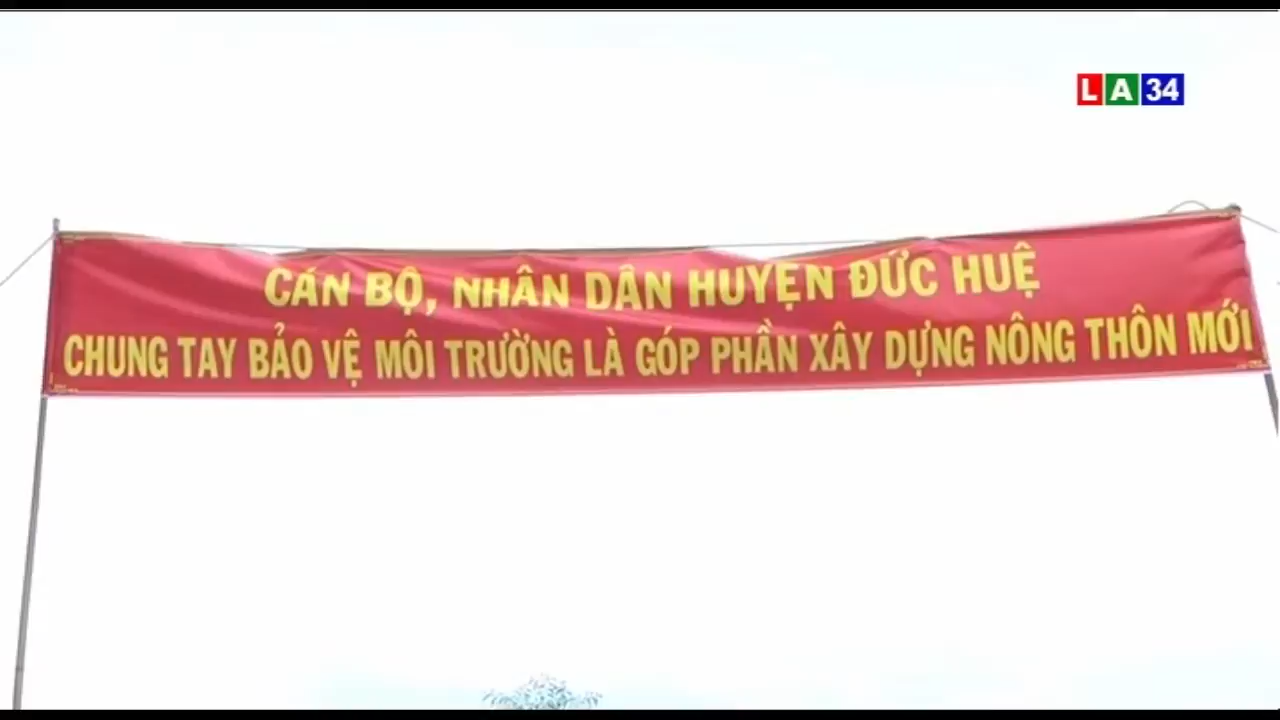 LA34
CÁN BỘ, NHÂN DÂN HUYỆN ĐỨC HUỆ
CHUNG TAY BẢO VỆ MÔI TRƯỜNG LÀ GÓP PHẦN XÂY DỰNG NÔNG THÔN MỚI